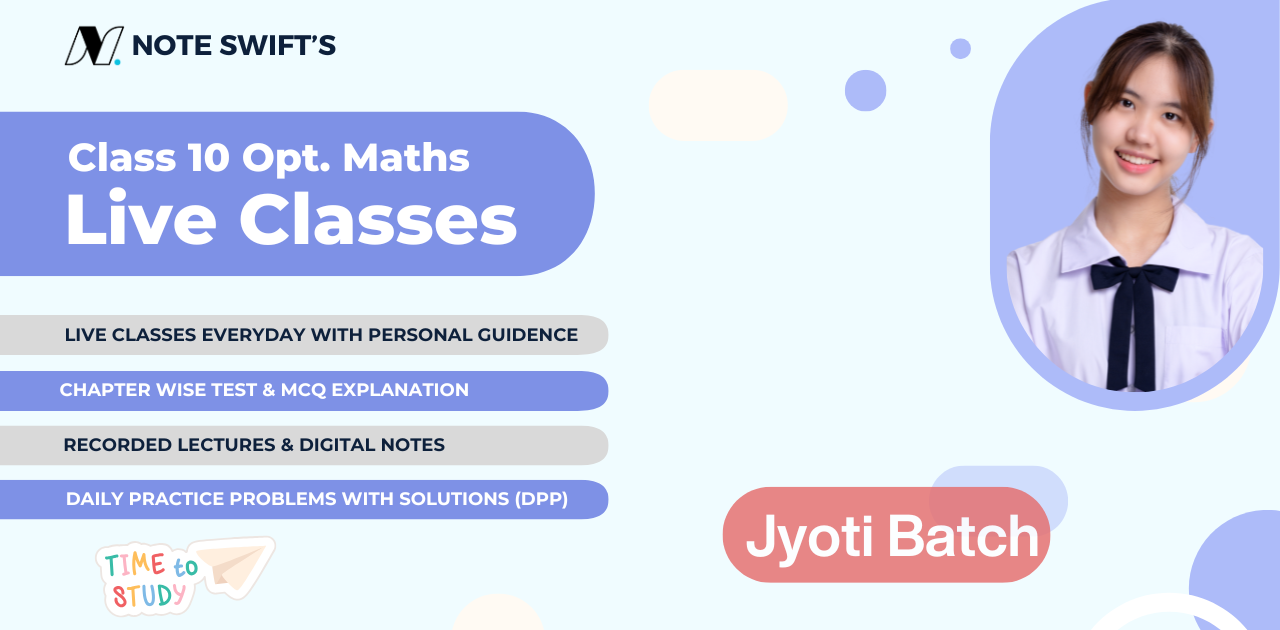 N.
NOTE SWIFT'S
Class 10 Opt. Maths
Live Classes
LIVE CLASSES EVERYDAY WITH PERSONAL GUIDENCE
CHAPTER WISE TEST & MCQ EXPLANATION
RECORDED LECTURES & DIGITAL NOTES
DAILY PRACTICE PROBLEMS WITH SOLUTIONS (DPP)
TIME to
STUDY
Jyoti Batch